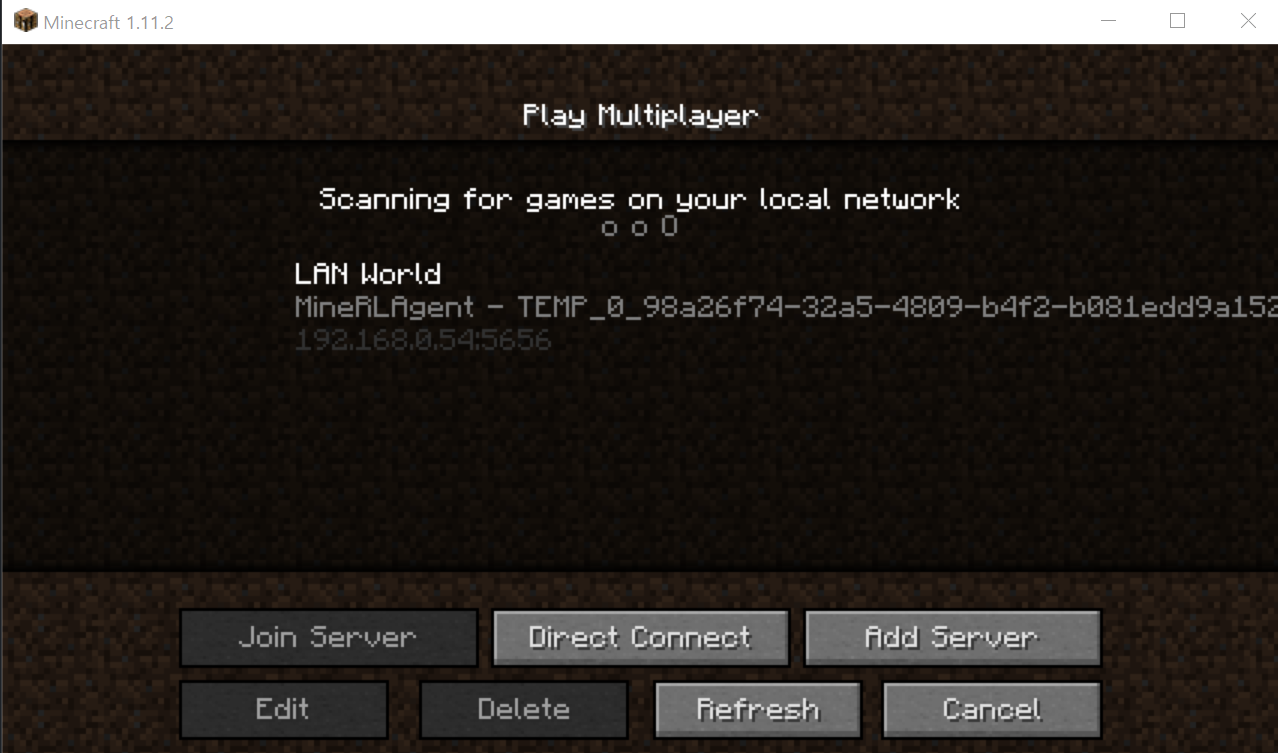 Minecraft 1.11.2
Play Multiplayer
Scanning for games on your local network
o o O
LAN World
MineRLAgent - TEMP_0_98a26f74-32a5-4809-b4f2-b081edd9a152
192.168.0.54:5656
Join Server
Direct Connect
Add Server
Edit
Delete
Refresh
Cancel